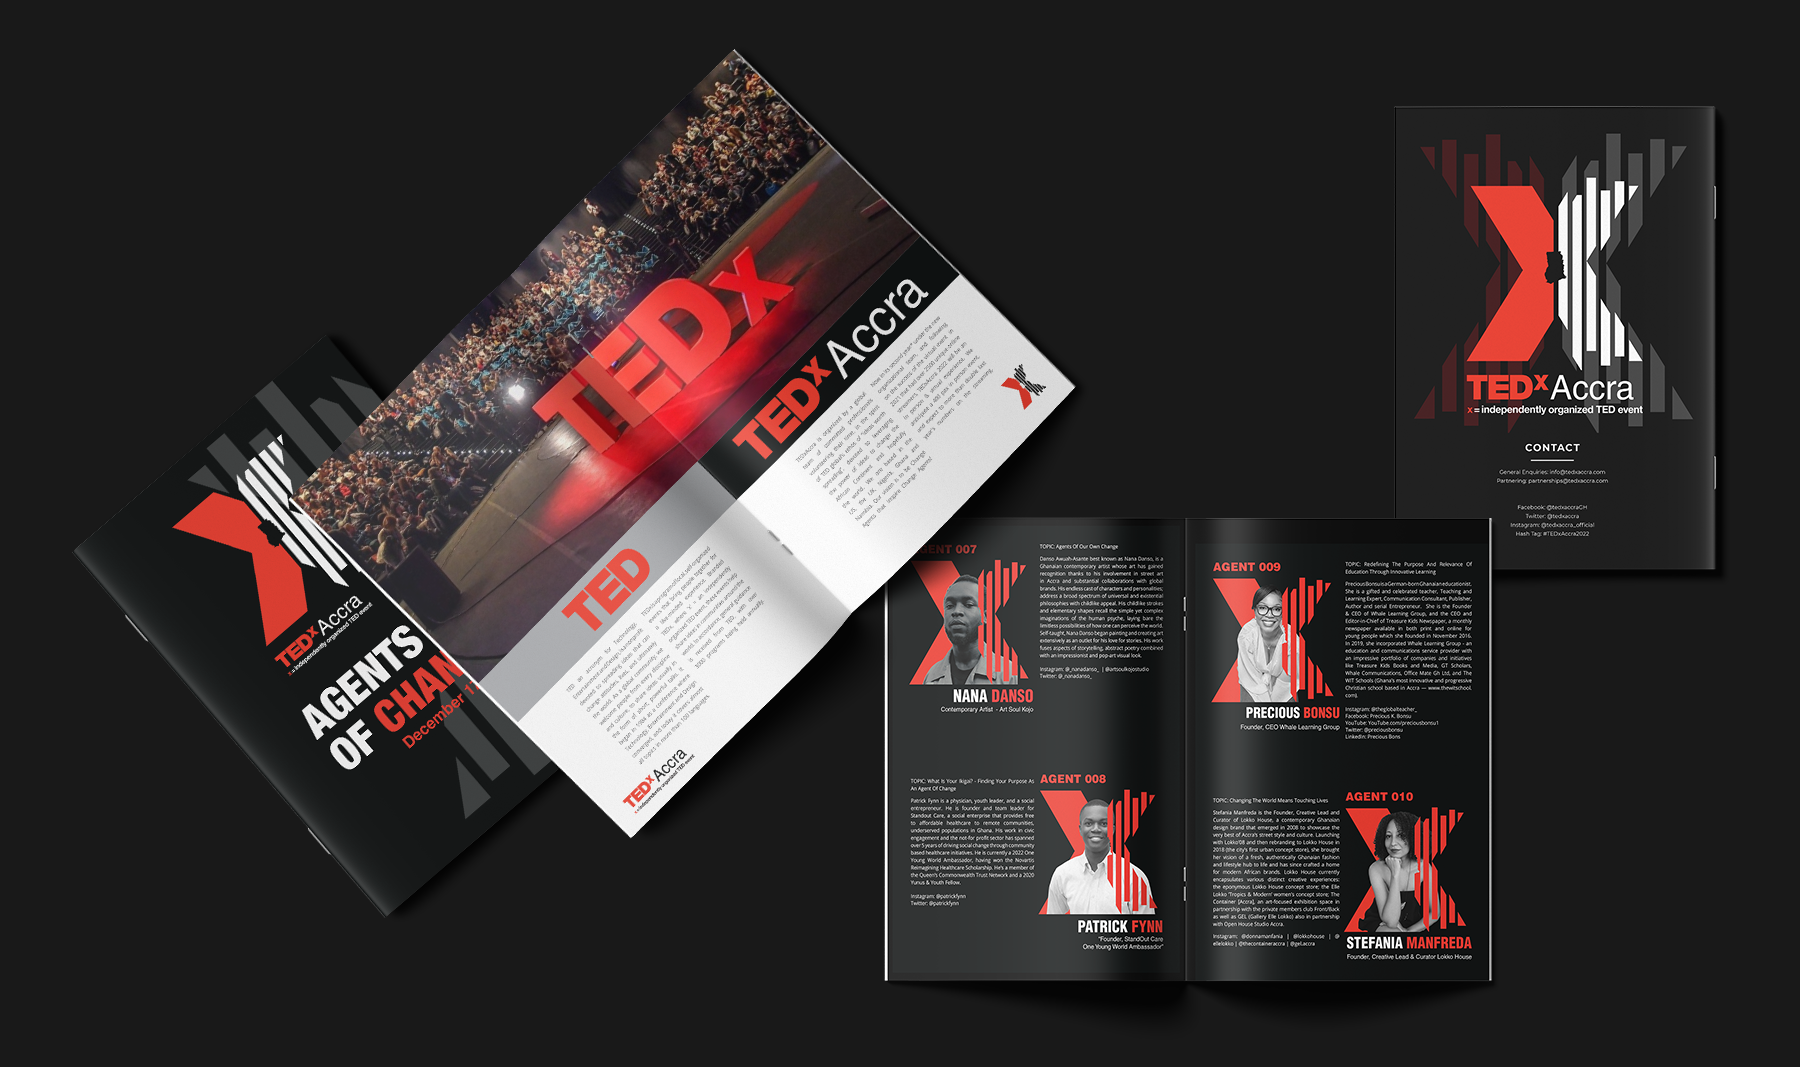 TEDxAccra
x = independently organized TED event
AGENTS
OF CHAN
December 1
TEDx
TED
TEDxAccra
TEDxAccra
x = independently organized TED event
TEDxAccra is organized by a global
team of committed professionals
volunteering their time, in the spirit
AGENT 007
TOPIC: Agents Of Our Own Change
Danso Awuah-Asante best known as Nana Danso, is a
Ghanaian contemporary artist whose art has gained
recognition thanks to his involvement in street art
in Accra and substantial collaborations with global
brands. His endless cast of characters and personalities;
address a broad spectrum of universal and existential
philosophies with childlike appeal. His childlike strokes
and elementary shapes recall the simple yet complex
imaginations of the human psyche, laying bare the
limitless possibilities of how one can perceive the world.
Self-taught, Nana Danso began painting and creating art
extensively as an outlet for his love for stories. His work
fuses aspects of storytelling, abstract poetry combined
with an impressionist and pop-art visual look.
Instagram: @_nanadanso_ | @artsoulkojostudio
Twitter: @_nanadanso_
NANA DANSO
Contemporary Artist - Art Soul Kojo
TOPIC: What Is Your Ikigai? - Finding Your Purpose As
An Agent Of Change
Patrick Fynn is a physician, youth leader, and a social
entrepreneur. He is founder and team leader for
Standout Care, a social enterprise that provides free
to affordable healthcare to remote communities,
underserved populations in Ghana. His work in civic
engagement and the not-for profit sector has spanned
over 5 years of driving social change through community
based healthcare initiatives. He is currently a 2022 One
Young World Ambassador, having won the Novartis
Reimagining Healthcare Scholarship. He's a member of
the Queen's Commonwealth Trust Network and a 2020
Yunus & Youth Fellow.
Instagram: @patrickfynn
Twitter: @patrickfynn
AGENT 008
PATRICK FYNN
"Founder, StandOut Care
One Young World Ambassador"
AGENT 009
PRECIOUS BONSU
Founder, CEO Whale Learning Group
TOPIC: Redefining The Purpose And Relevance Of
Education Through Innovative Learning
Precious Bonsu is a German-born Ghanaian educationist.
She is a gifted and celebrated teacher, Teaching and
Learning Expert, Communication Consultant, Publisher,
Author and serial Entrepreneur. She is the Founder
& CEO of Whale Learning Group, and the CEO and
Editor-in-Chief of Treasure Kids Newspaper, a monthly
newspaper available in both print and online for
young people which she founded in November 2016.
In 2019, she incorporated Whale Learning Group - an
education and communications service provider with
an impressive portfolio of companies and initiatives
like Treasure Kids Books and Media, GT Scholars,
Whale Communications, Office Mate Gh Ltd, and The
WIT Schools (Ghana's most innovative and progressive
Christian school based in Accra — www.thewitschool.
com).
Instagram: @theglobalteacher_
Facebook: Precious K. Bonsu
YouTube: YouTube.com/preciousbonsu1
Twitter: @preciousbonsu
LinkedIn: Precious Bons
TOPIC: Changing The World Means Touching Lives
Stefania Manfreda is the Founder, Creative Lead and
Curator of Lokko House, a contemporary Ghanaian
design brand that emerged in 2008 to showcase the
very best of Accra's street style and culture. Launching
with Lokko'08 and then rebranding to Lokko House in
2018 (the city's first urban concept store), she brought
her vision of a fresh, authentically Ghanaian fashion
and lifestyle hub to life and has since crafted a home
for modern African brands. Lokko House currently
encapsulates various distinct creative experiences:
the eponymous Lokko House concept store; the Elle
Lokko 'Tropics & Modern' women's concept store; The
Container [Accra], an art-focused exhibition space in
partnership with the private members club Front/Back
as well as GEL (Gallery Elle Lokko) also in partnership
with Open House Studio Accra.
Instagram: @donnamanfania | @lokkohouse | @
ellelokko | @thecontaineraccra | @gel.accra
AGENT 010
STEFANIA MANFREDA
Founder, Creative Lead & Curator Lokko House
TEDxAccra
x = independently organized TED event
CONTACT
General Enquiries: info@tedxaccra.com
Partnering: partnerships@tedxaccra.com
Facebook: @tedxaccraGH
Twitter: @tedxaccra
Instagram: @tedxaccra_official
Hash Tag: #TEDxAccra2022